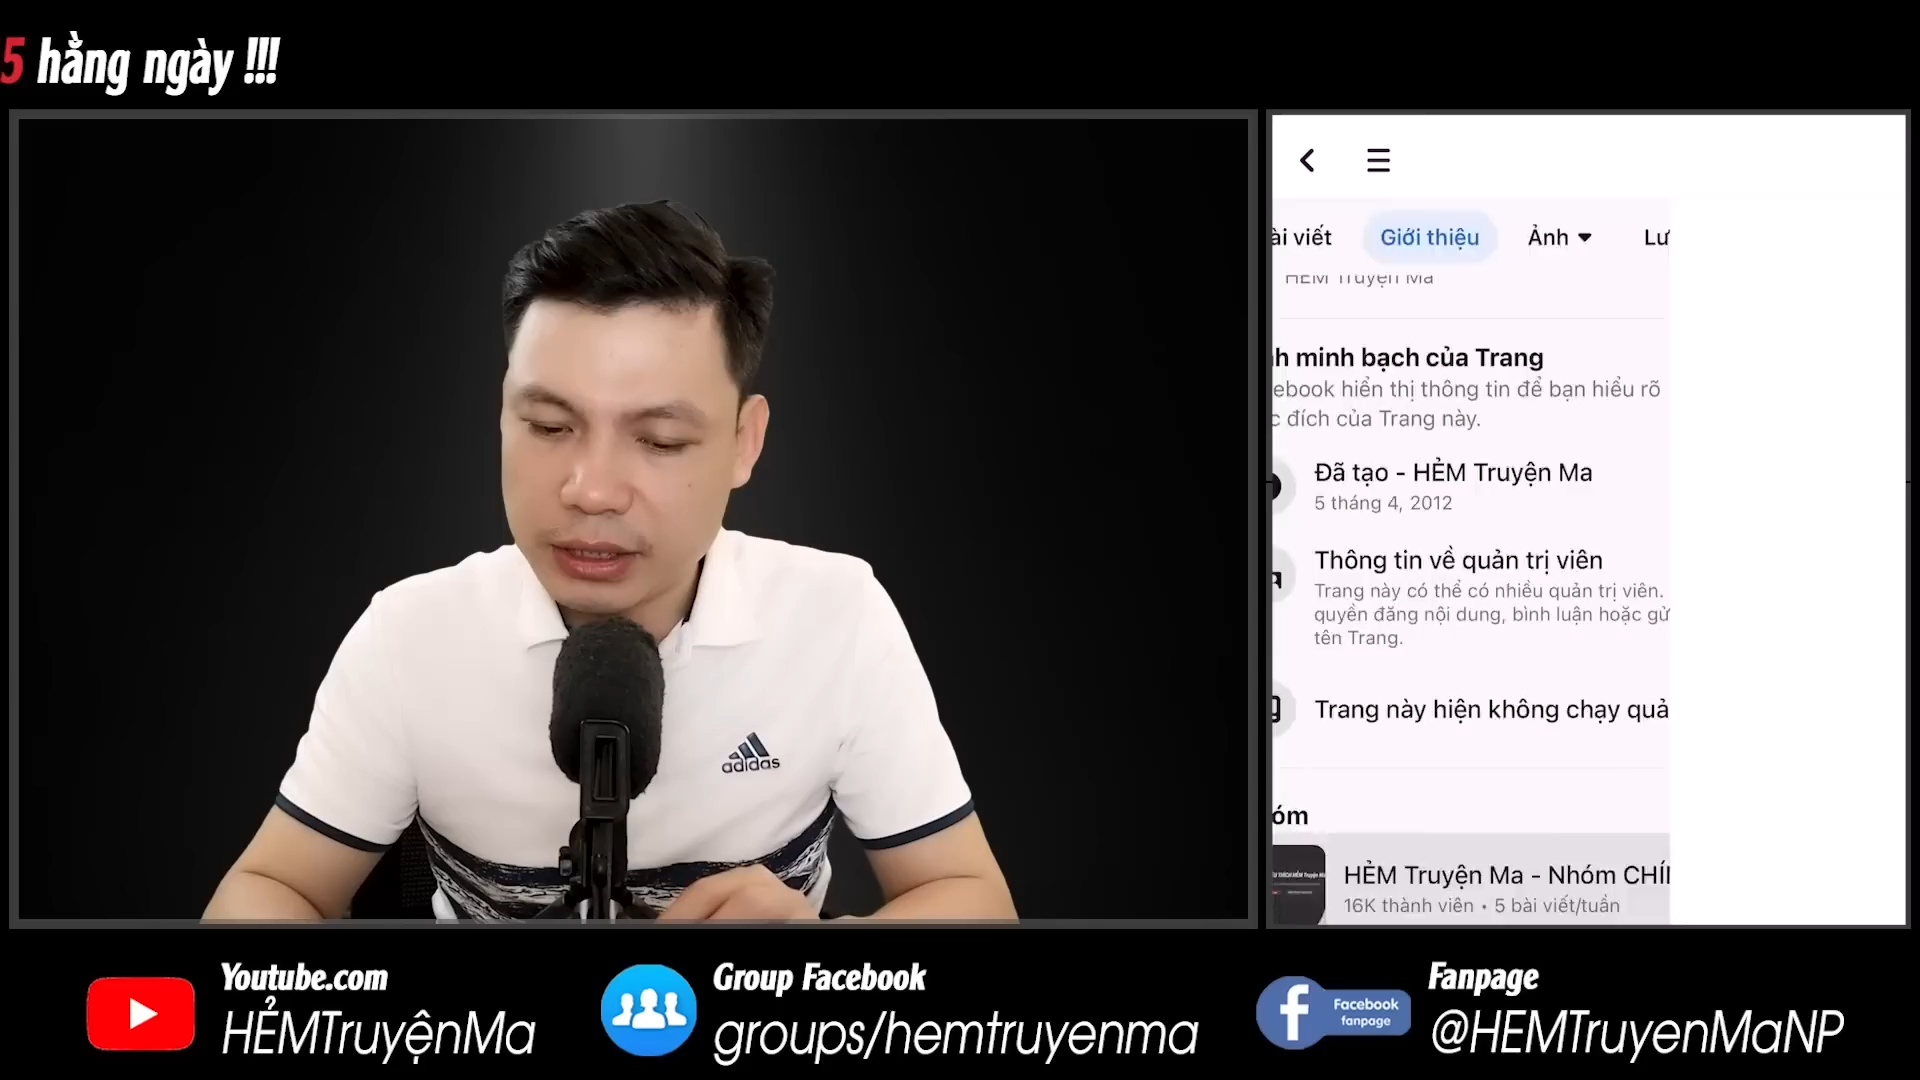 5 hằng ngày !!!
ài viết Giới thiệu Ảnh Lư
HẺM Truyện Ma
h minh bạch của Trang
ebook hiển thị thông tin để bạn hiểu rõ
c đích của Trang này.
Đã tạo - HẺM Truyện Ma
5 tháng 4, 2012
Thông tin về quản trị viên
Trang này có thể có nhiều quản trị viên.
quyền đăng nội dung, bình luận hoặc gử
tên Trang.
Trang này hiện không chạy quả
óm
HẺM Truyện Ma - Nhóm CHÍ
16K thành viên • 5 bài viết/tuần
adidas
Youtube.com
HẺMTruyệnMa
Group Facebook
groups/hemtruyenma
Facebook
fanpage
Fanpage
@HEMTruyenMaNP